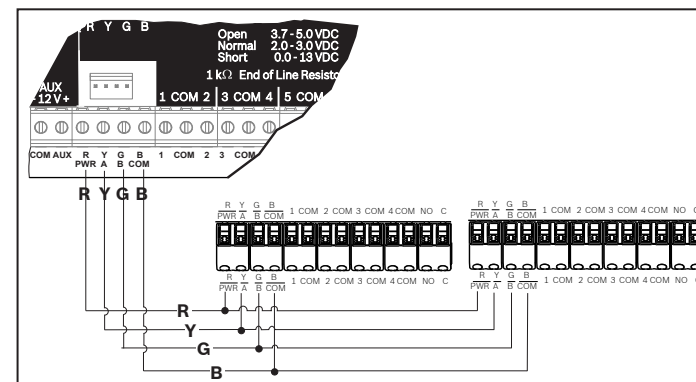 R Y G B
Open 3.7 - 5.0 VDC
Normal 2.0 - 3.0 VDC
Short 0.0 - 13 VDC
1 kΩ End of Line Resisto
AUX
- 12 V +
1 COM 2 3 COM 4 5 COM
COM AUX R Y G B 1 COM 2 3 COM
PWR A B COM
R Y G B
R Y G B
PWR A B COM 1 COM 2 COM 3 COM 4 COM NO C
R Y G B
PWR A B COM 1 COM 2 COM 3 COM 4 COM NO
R Y G B
PWR A B COM 1 COM 2 COM 3 COM 4 COM NO C
R Y G B
PWR A B COM 1 COM 2 COM 3 COM 4 COM NO
R
Y
G
B